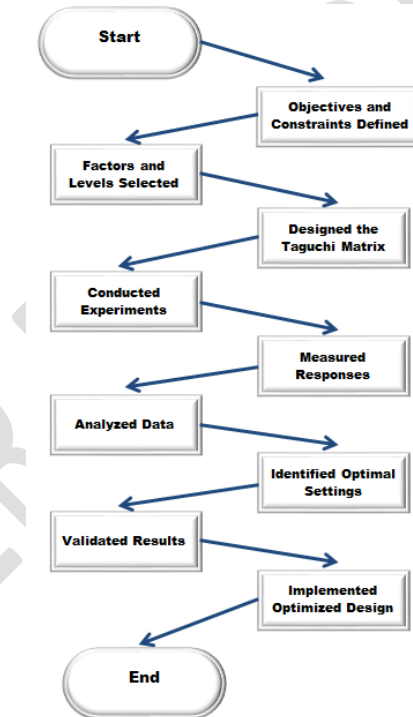 Start
Objectives and
Constraints Defined
Factors and
Levels Selected
Designed the
Taguchi Matrix
Conducted
Experiments
Measured
Responses
Analyzed Data
Identified Optimal
Settings
Validated Results
Implemented
Optimized Design
End